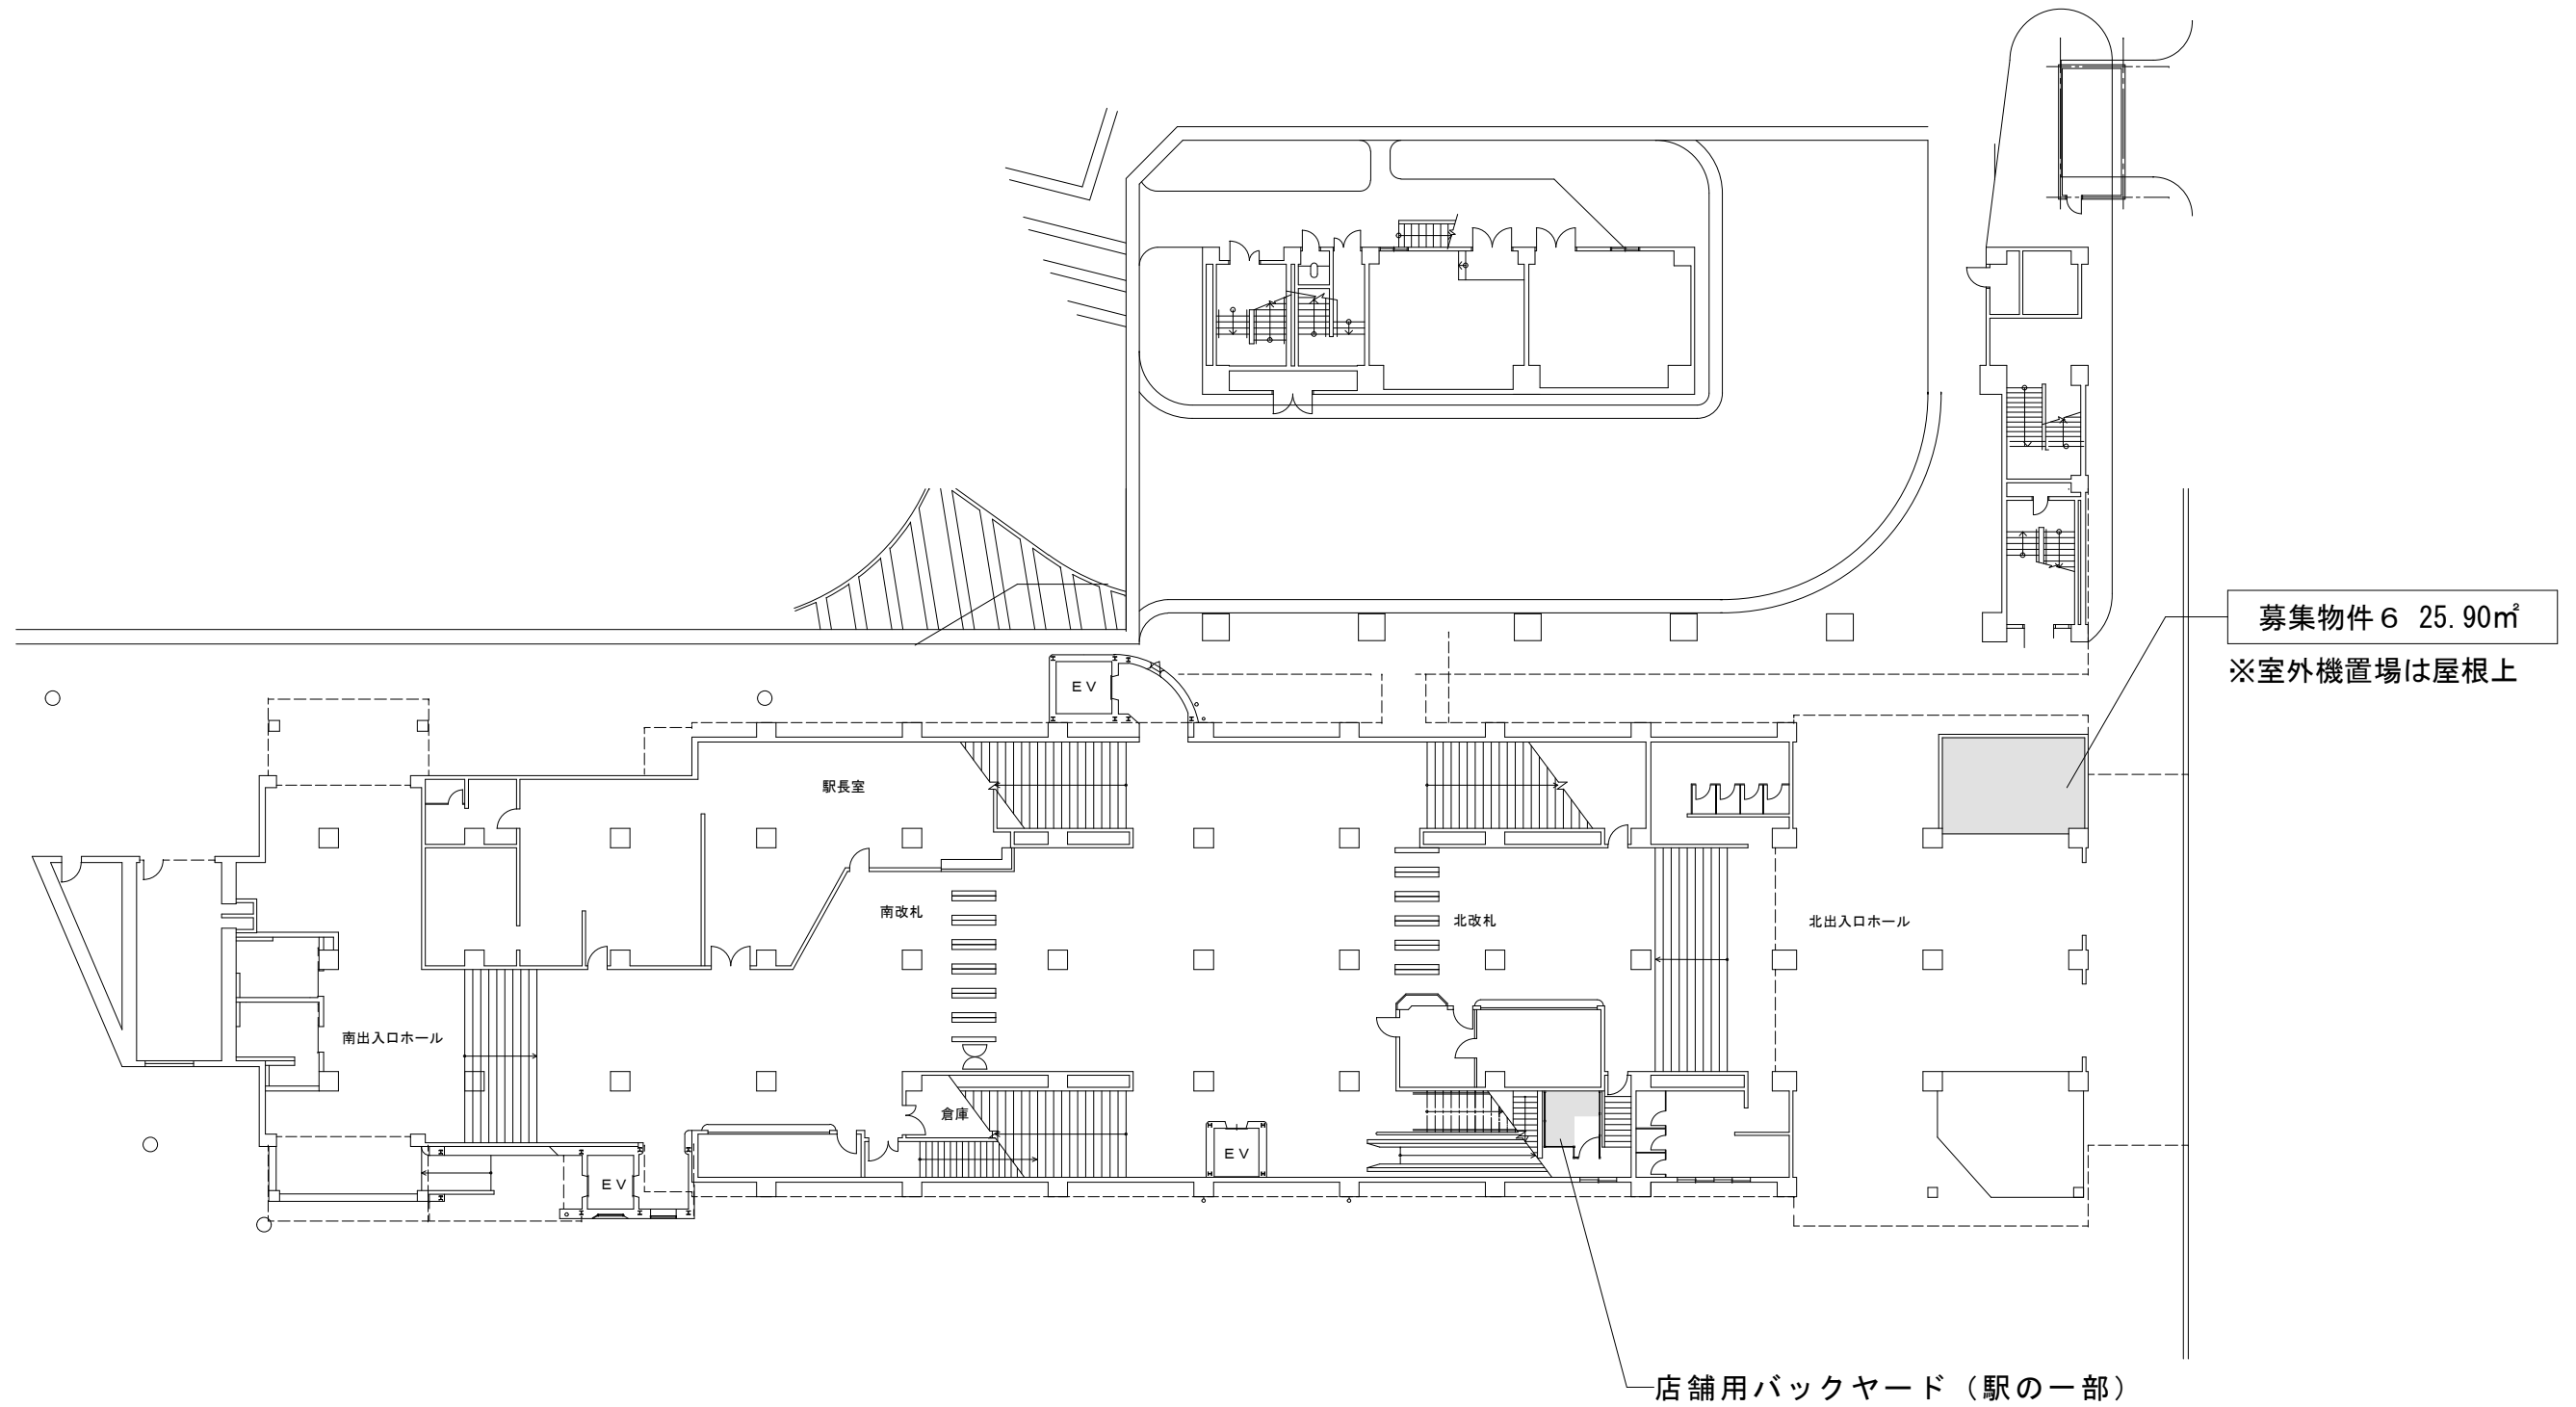 募集物件６ 25.90㎡
※室外機置場は屋根上
ＥＶ
駅長室
南改札
北改札
北出入口ホール
南出入口ホール
倉庫
ＥＶ
ＥＶ
店舗用バックヤード（駅の一部）